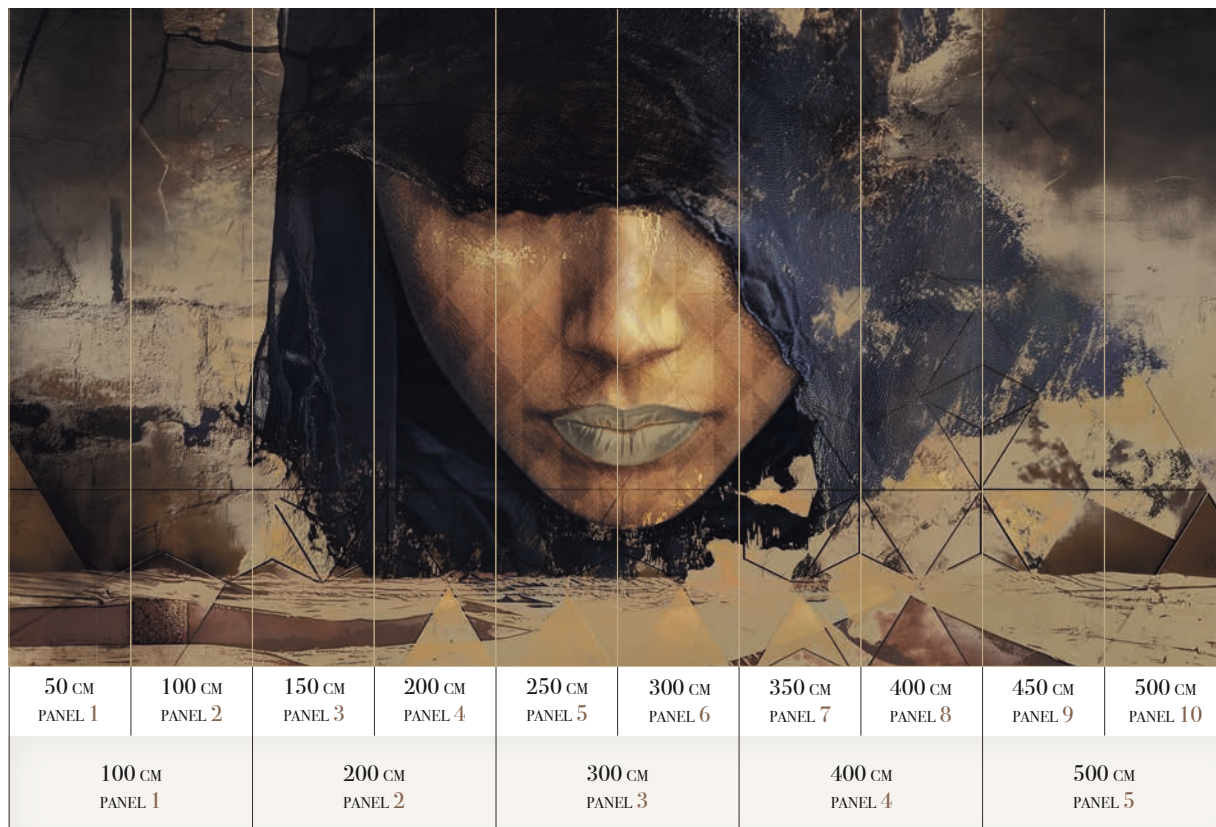 50 CM
PANEL 1
100 CM
PANEL 2
150 CM
PANEL 3
200 CM
PANEL 4
250 CM
PANEL 5
300 CM
PANEL 6
350 CM
PANEL 7
400 CM
PANEL 8
450 CM
PANEL 9
500 CM
PANEL 10
100 CM
PANEL 1
200 CM
PANEL 2
300 CM
PANEL 3
400 CM
PANEL 4
500 CM
PANEL 5